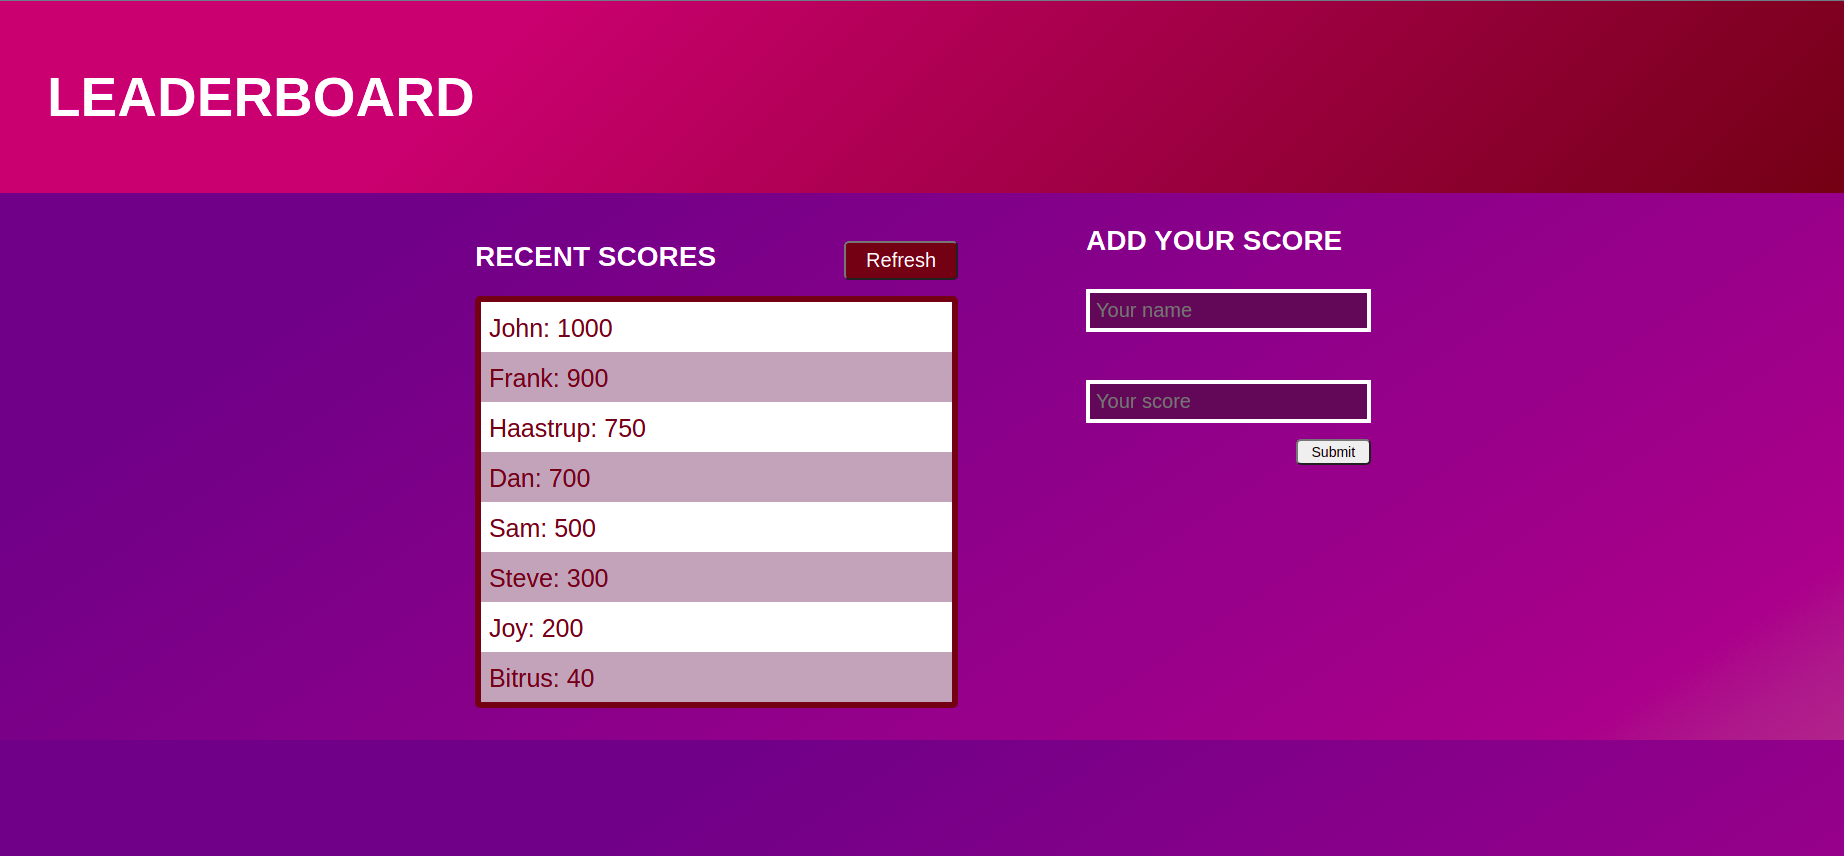 LEADERBOARD
RECENT SCORES
Refresh
John: 1000
Frank: 900
Haastrup: 750
Dan: 700
Sam: 500
Steve: 300
Joy: 200
Bitrus: 40
ADD YOUR SCORE
Your name
Your score
Submit